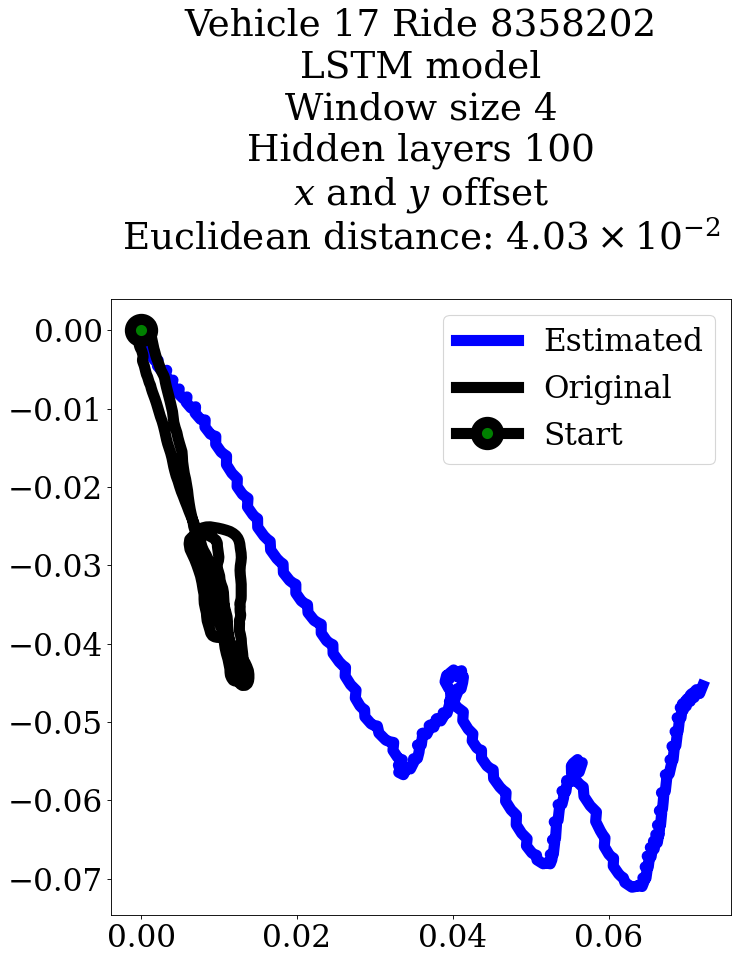 Vehicle 17 Ride 8358202
LSTM model
Window size 4
Hidden layers 100
x and y offset
Euclidean distance: 4.03 × 10⁻²
Estimated
Original
Start
0.00
−0.01
−0.02
−0.03
−0.04
−0.05
−0.06
−0.07
0.00 0.02 0.04 0.06